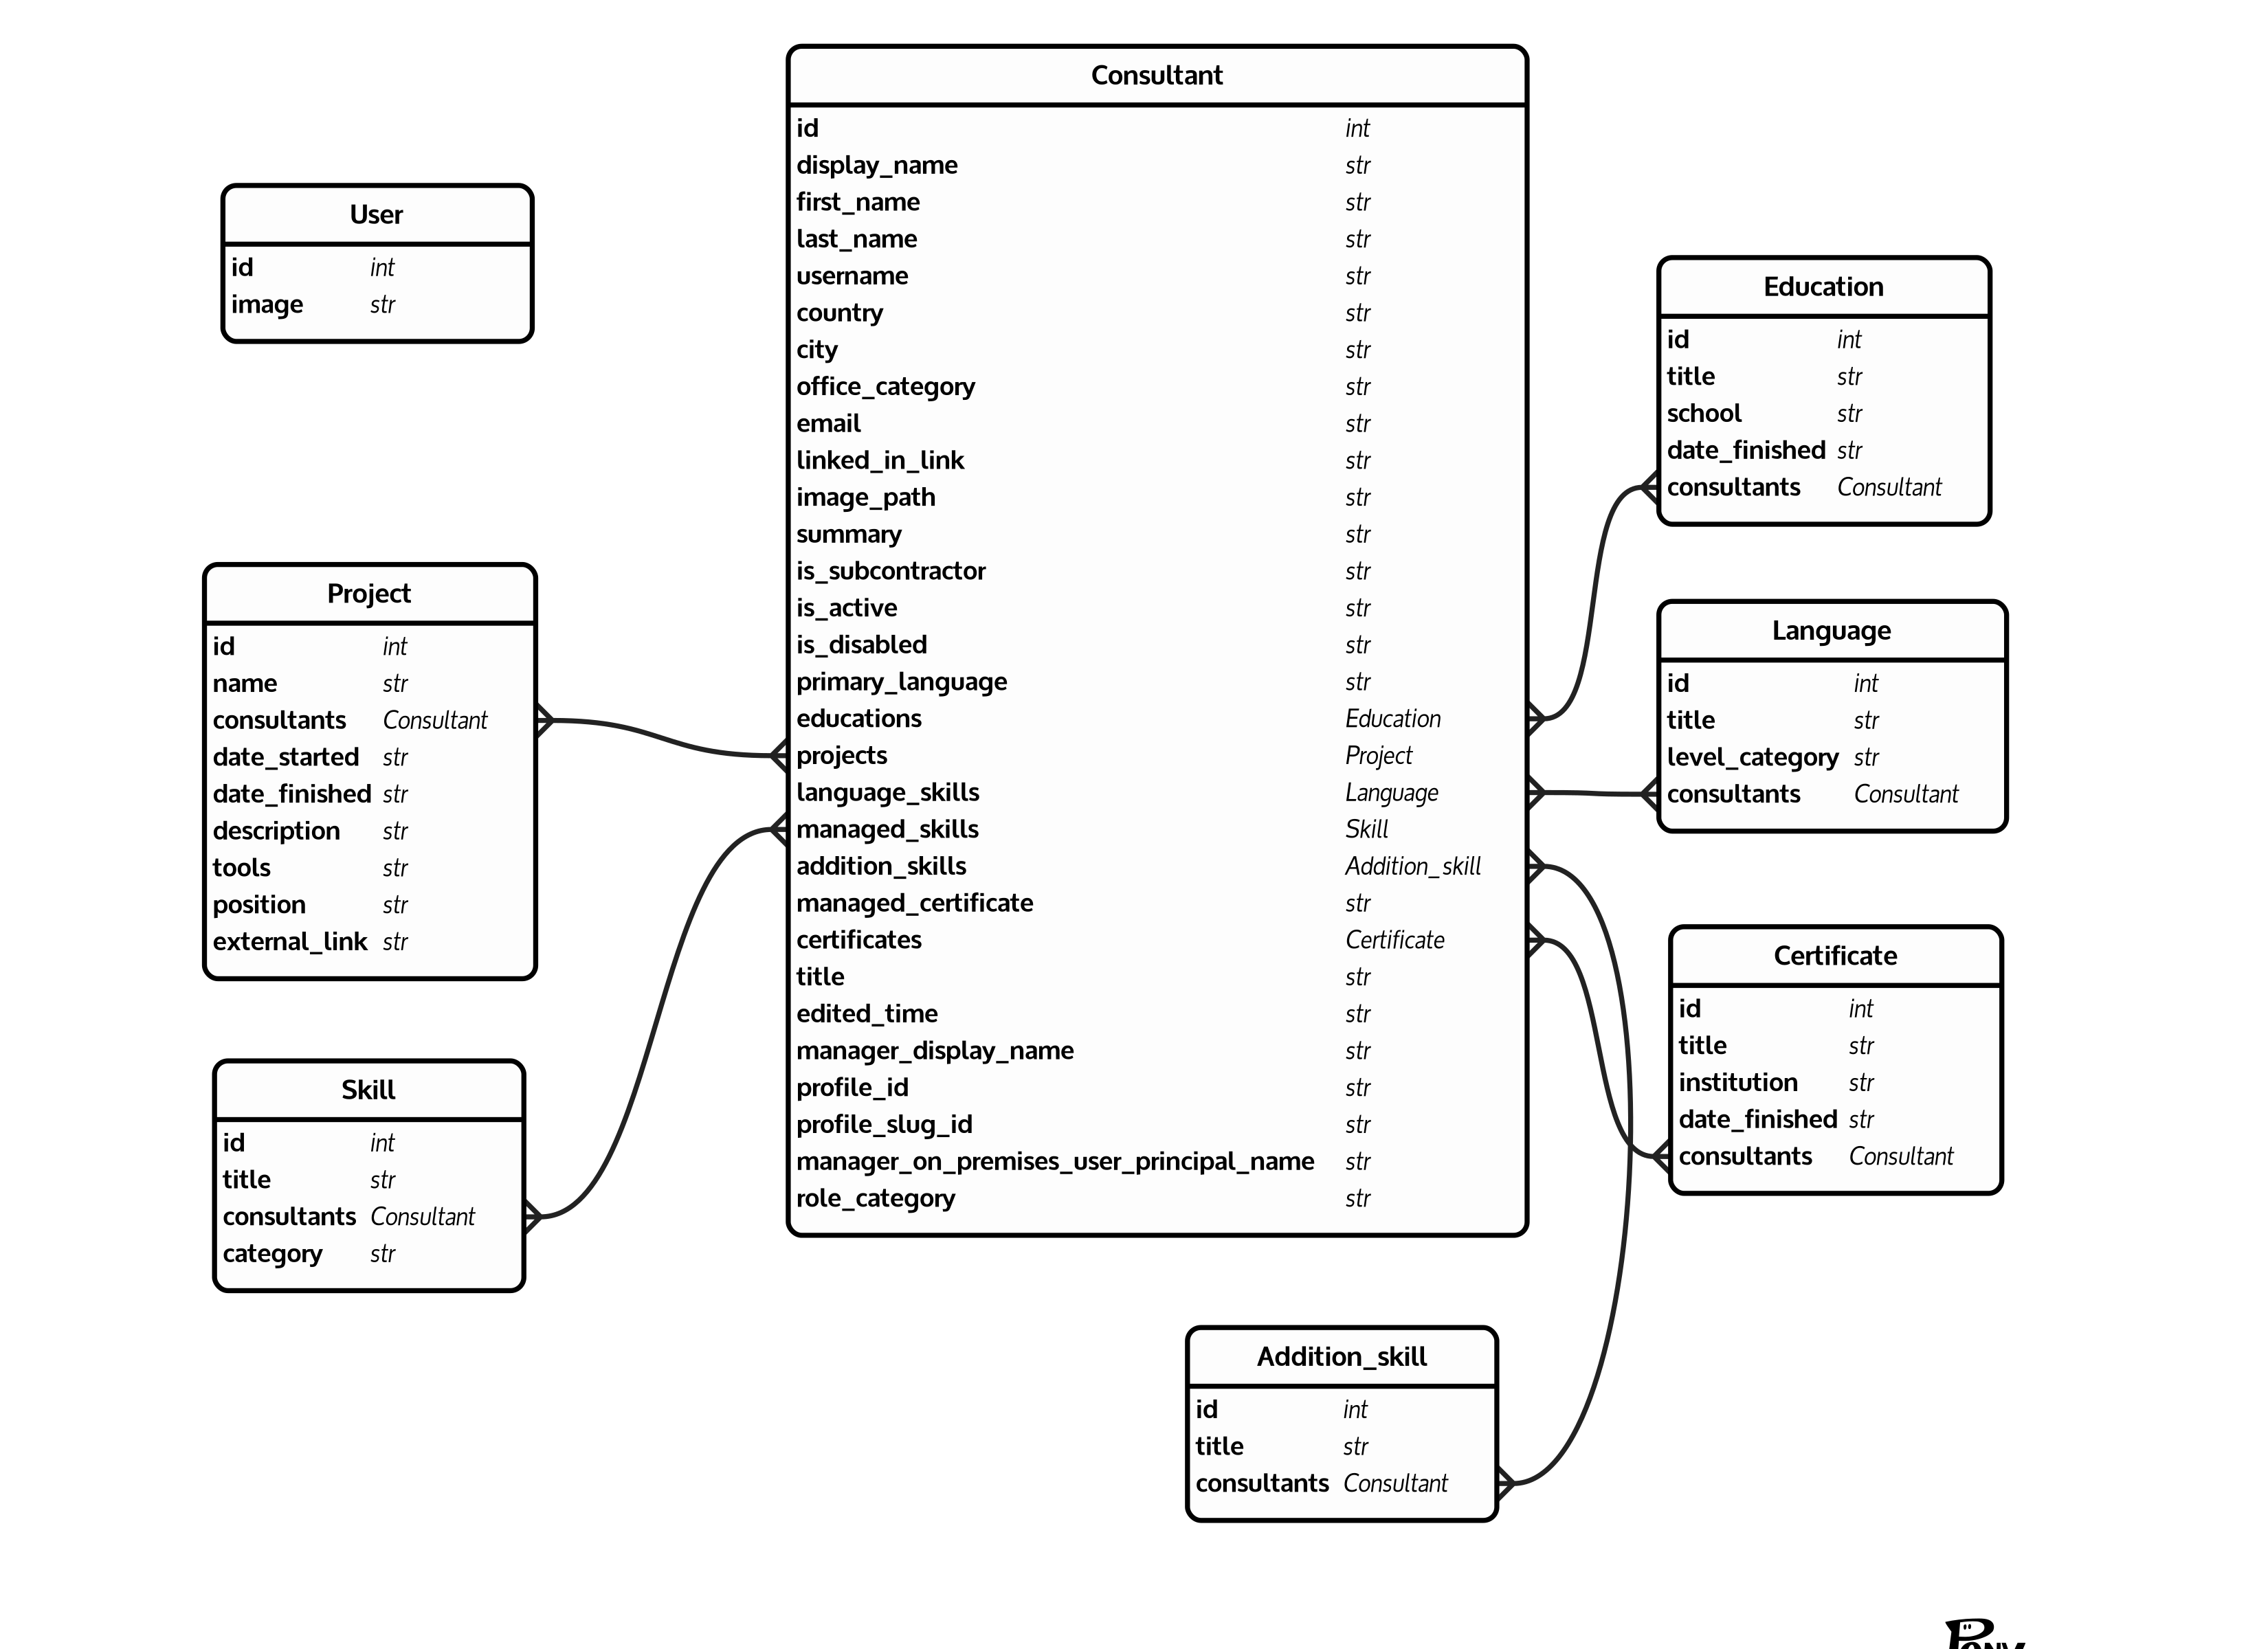 Consultant
id int
display_name str
first_name str
last_name str
username str
country str
city str
office_category str
email str
linked_in_link str
image_path str
summary str
is_subcontractor str
is_active str
is_disabled str
primary_language str
educations Education
projects Project
language_skills Language
managed_skills Skill
addition_skills Addition_skill
managed_certificate str
certificates Certificate
title str
edited_time str
manager_display_name str
profile_id str
profile_slug_id str
manager_on_premises_user_principal_name str
role_category str
User
id int
image str
Project
id int
name str
consultants Consultant
date_started str
date_finished str
description str
tools str
position str
external_link str
Skill
id int
title str
consultants Consultant
category str
Education
id int
title str
school str
date_finished str
consultants Consultant
Language
id int
title str
level_category str
consultants Consultant
Certificate
id int
title str
institution str
date_finished str
consultants Consultant
Addition_skill
id int
title str
consultants Consultant